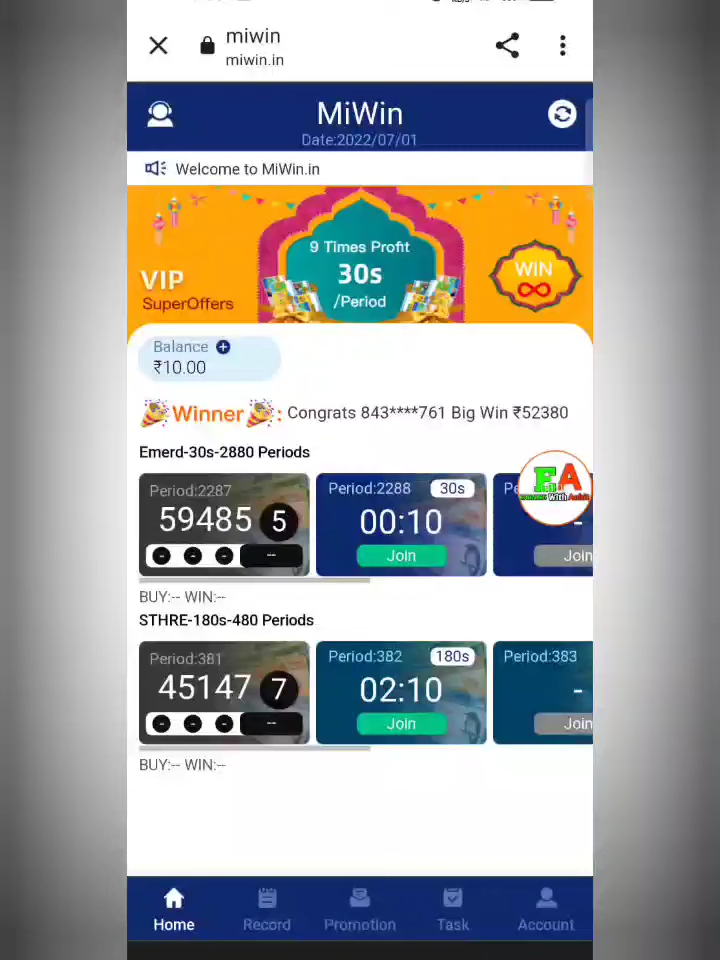 miwin
miwin.in
MiWin
Date:2022/07/01
Welcome to MiWin.in
9 Times Profit
30s
/Period
VIP
SuperOffers
WIN
Balance
₹10.00
Winner : Congrats 843****761 Big Win ₹52380
Emerd-30s-2880 Periods
Period:2287
59485 5
--
Period:2288 30s
00:10
Join
Pe
-
Join
FA
With
BUY:-- WIN:--
STHRE-180s-480 Periods
Period:381
45147 7
--
Period:382 180s
02:10
Join
Period:383
-
Join
BUY:-- WIN:--
Home Record Promotion Task Account